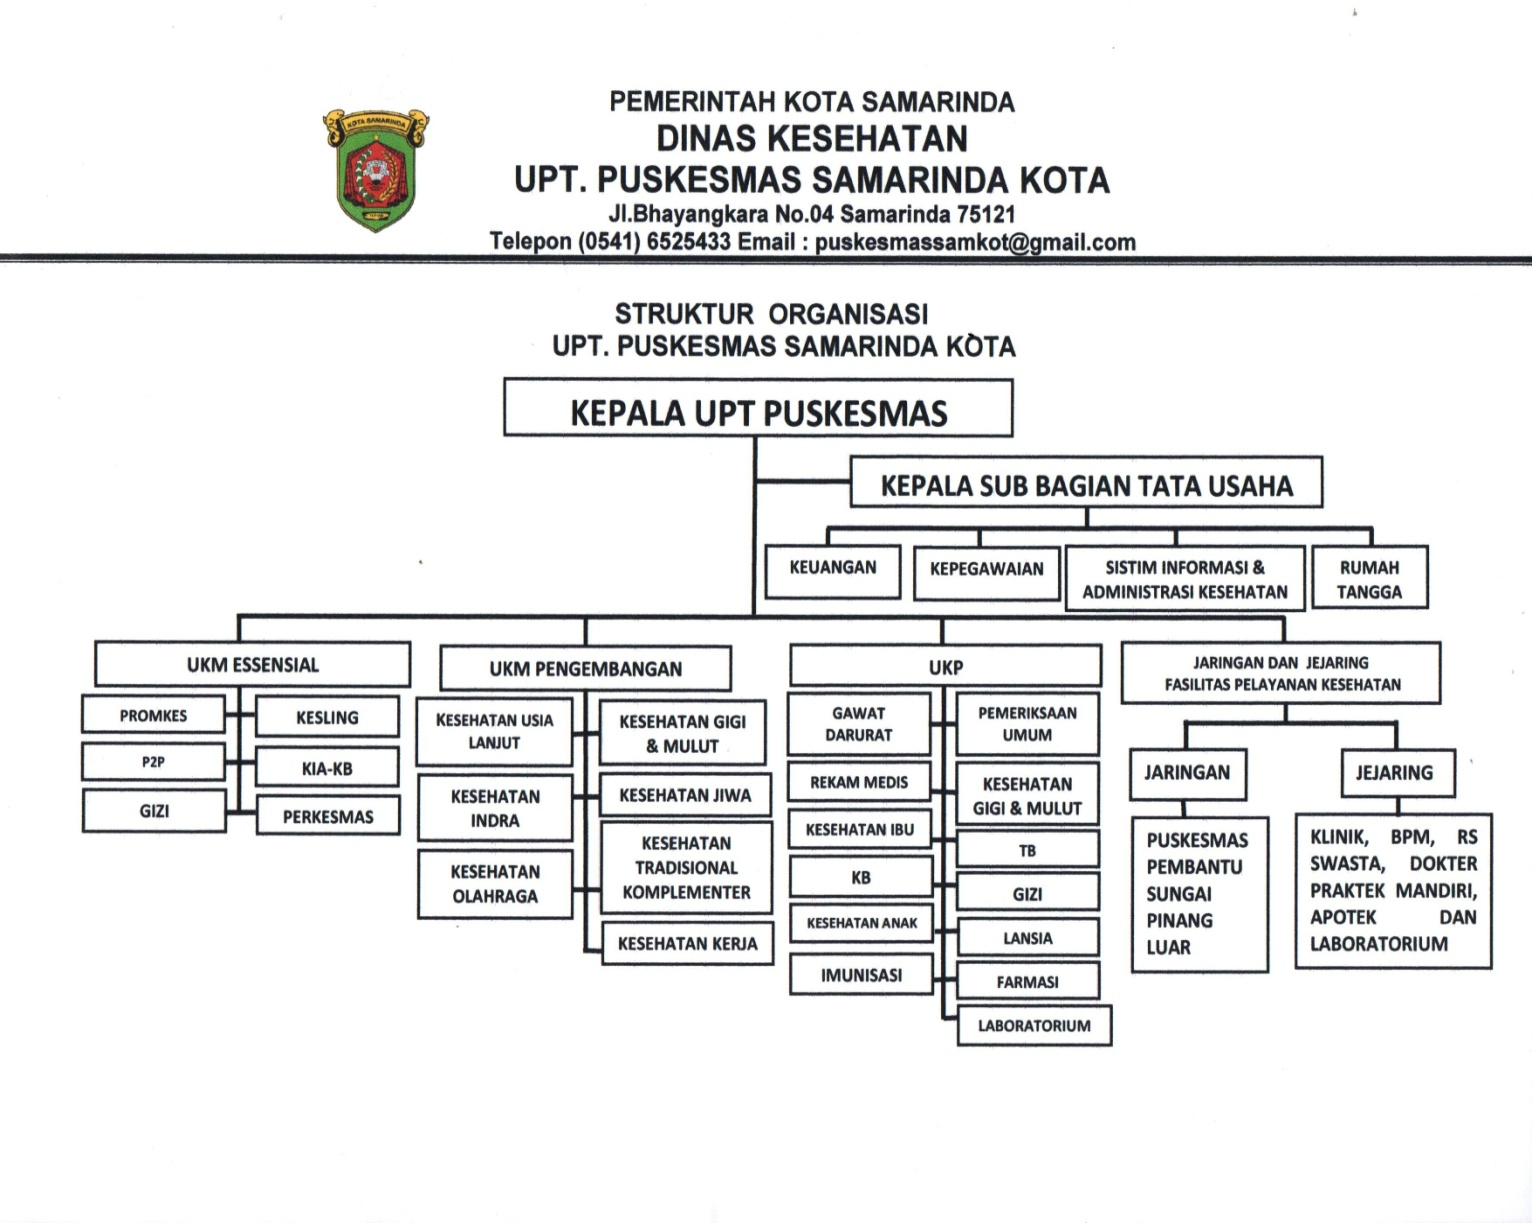 KOTA SAMARINDA
PEMERINTAH KOTA SAMARINDA
DINAS KESEHATAN
UPT. PUSKESMAS SAMARINDA KOTA
Jl.Bhayangkara No.04 Samarinda 75121
Telepon (0541) 6525433 Email : puskesmassamkot@gmail.com
STRUKTUR ORGANISASI
UPT. PUSKESMAS SAMARINDA KOTA
KEPALA UPT PUSKESMAS
KEPALA SUB BAGIAN TATA USAHA
KEUANGAN
KEPEGAWAIAN
SISTIM INFORMASI &
ADMINISTRASI KESEHATAN
RUMAH
TANGGA
UKM ESSENSIAL
PROMKES
KESLING
P2P
KIA-KB
GIZI
PERKESMAS
UKM PENGEMBANGAN
KESEHATAN USIA
LANJUT
KESEHATAN GIGI
& MULUT
KESEHATAN
INDRA
KESEHATAN JIWA
KESEHATAN
OLAHRAGA
KESEHATAN
TRADISIONAL
KOMPLEMENTER
KESEHATAN KERJA
UKP
GAWAT
DARURAT
PEMERIKSAAN
UMUM
REKAM MEDIS
KESEHATAN
GIGI & MULUT
KESEHATAN IBU
TB
KB
GIZI
KESEHATAN ANAK
LANSIA
IMUNISASI
FARMASI
LABORATORIUM
JARINGAN DAN JEJARING
FASILITAS PELAYANAN KESEHATAN
JARINGAN
PUSKESMAS
PEMBANTU
SUNGAI
PINANG
LUAR
JEJARING
KLINIK, BPM, RS
SWASTA, DOKTER
PRAKTEK MANDIRI,
APOTEK DAN
LABORATORIUM